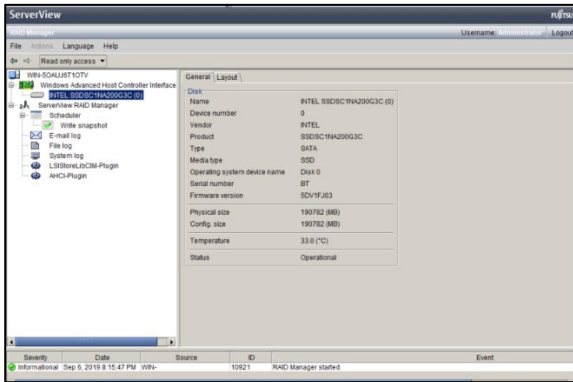 ServerView
FUJITSU
RAID Manager
Username: Administrator Logout
File Actions Language Help
Read only access
WIN-5OAUJ6T1OTV
Windows Advanced Host Controller Interface
INTEL SSDSC1NA200G3C (0)
ServerView RAID Manager
Scheduler
Write snapshot
E-mail log
File log
System log
LSIStoreLibCIM-Plugin
AHCI-Plugin
General Layout
Disk
Name INTEL SSDSC1NA200G3C (0)
Device number 0
Vendor INTEL
Product SSDSC1NA200G3C
Type SATA
Media type SSD
Operating system device name Disk 0
Serial number BT
Firmware version 5DV1FJ03
Physical size 190782 (MB)
Config. size 190782 (MB)
Temperature 33.0 (°C)
Status Operational
Severity Date Source ID Event
Informational Sep 6, 2019 8:15:47 PM WIN- 10921 RAID Manager started